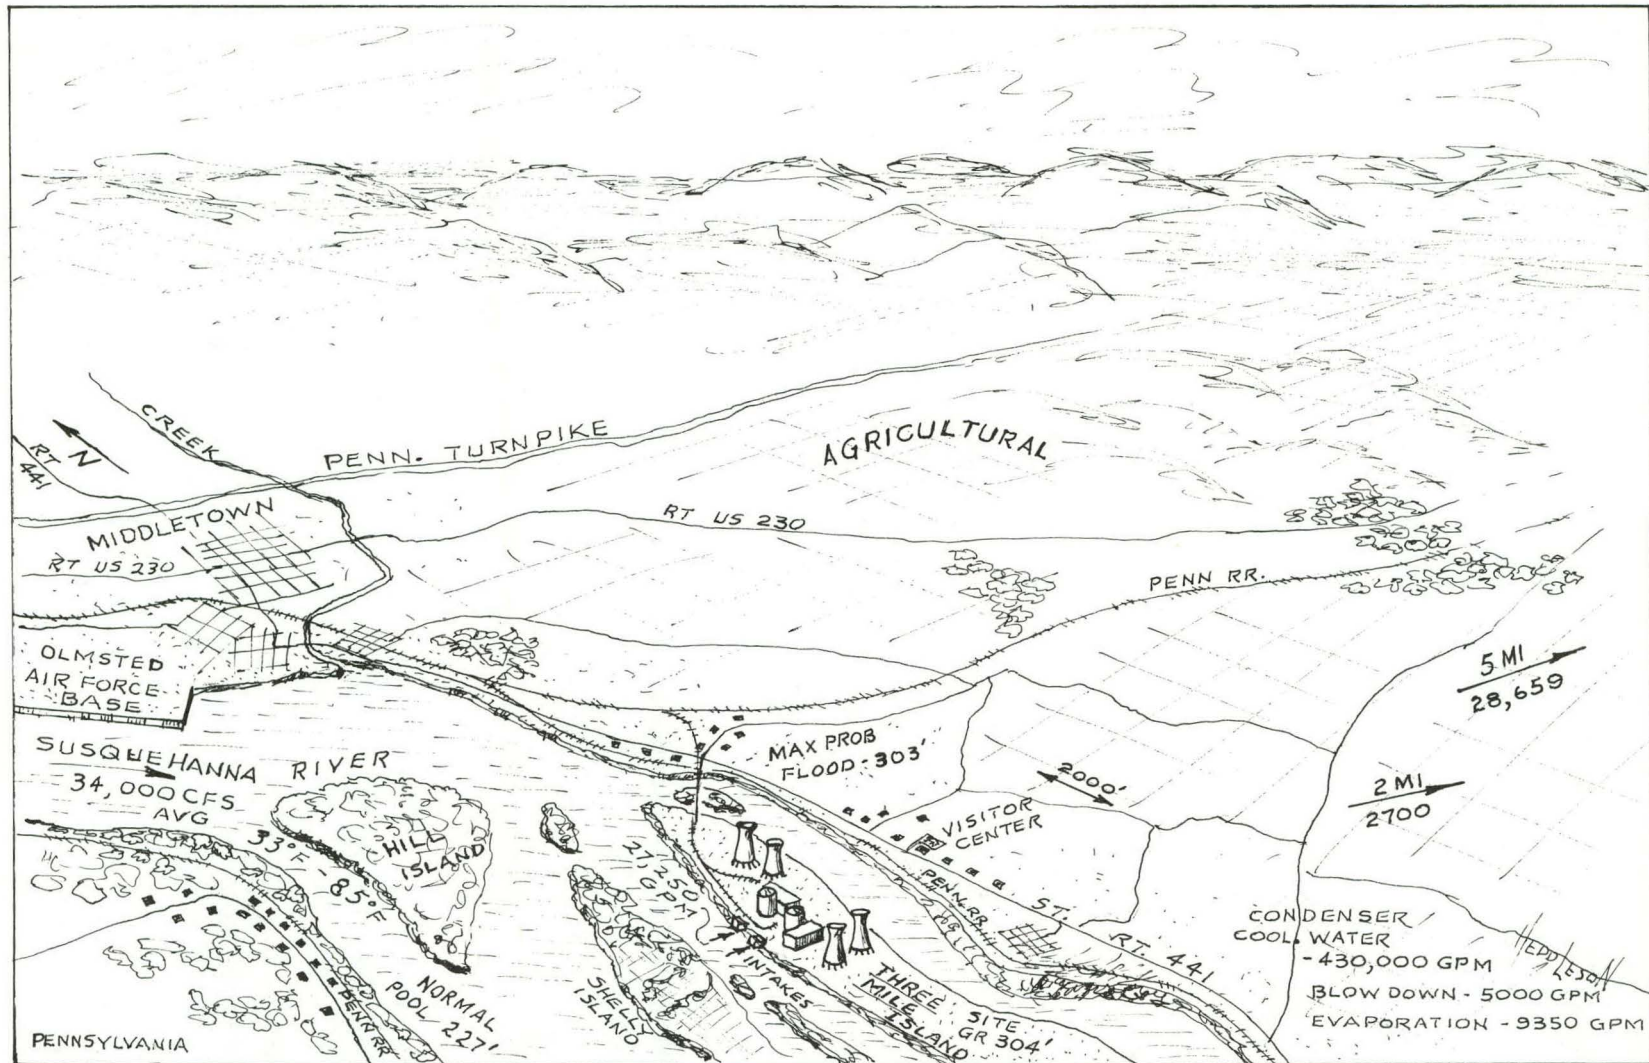 CREEK
N
RT
441
PENN. TURNPIKE
AGRICULTURAL
MIDDLETOWN
RT US 230
RT US 230
PENN RR.
OLMSTED
AIR FORCE
BASE
5 MI
28,659
SUSQUEHANNA RIVER
34,000 CFS
AVG
33°F - 85°F
HILL
ISLAND
MAX PROB
FLOOD - 303'
2000'
2 MI
2700
VISITOR
CENTER
27,250
GPM
PENN RR.
ST.
RT. 441
INTAKES
SHELLY
ISLAND
THREE
MILE
ISLAND
SITE
GR 304'
NORMAL
POOL 227'
PENN RR
CONDENSER
COOL. WATER
- 430,000 GPM
BLOW DOWN - 5000 GPM
EVAPORATION - 9350 GPM
HEDDLESON
PENNSYLVANIA